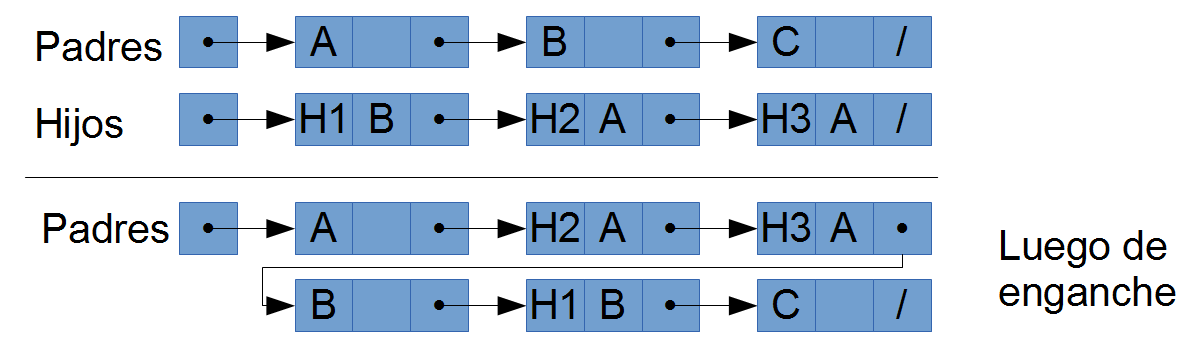 Padres A B C /
Hijos H1 B H2 A H3 A /
Padres A H2 A H3 A
B H1 B C /
Luego de
enganche